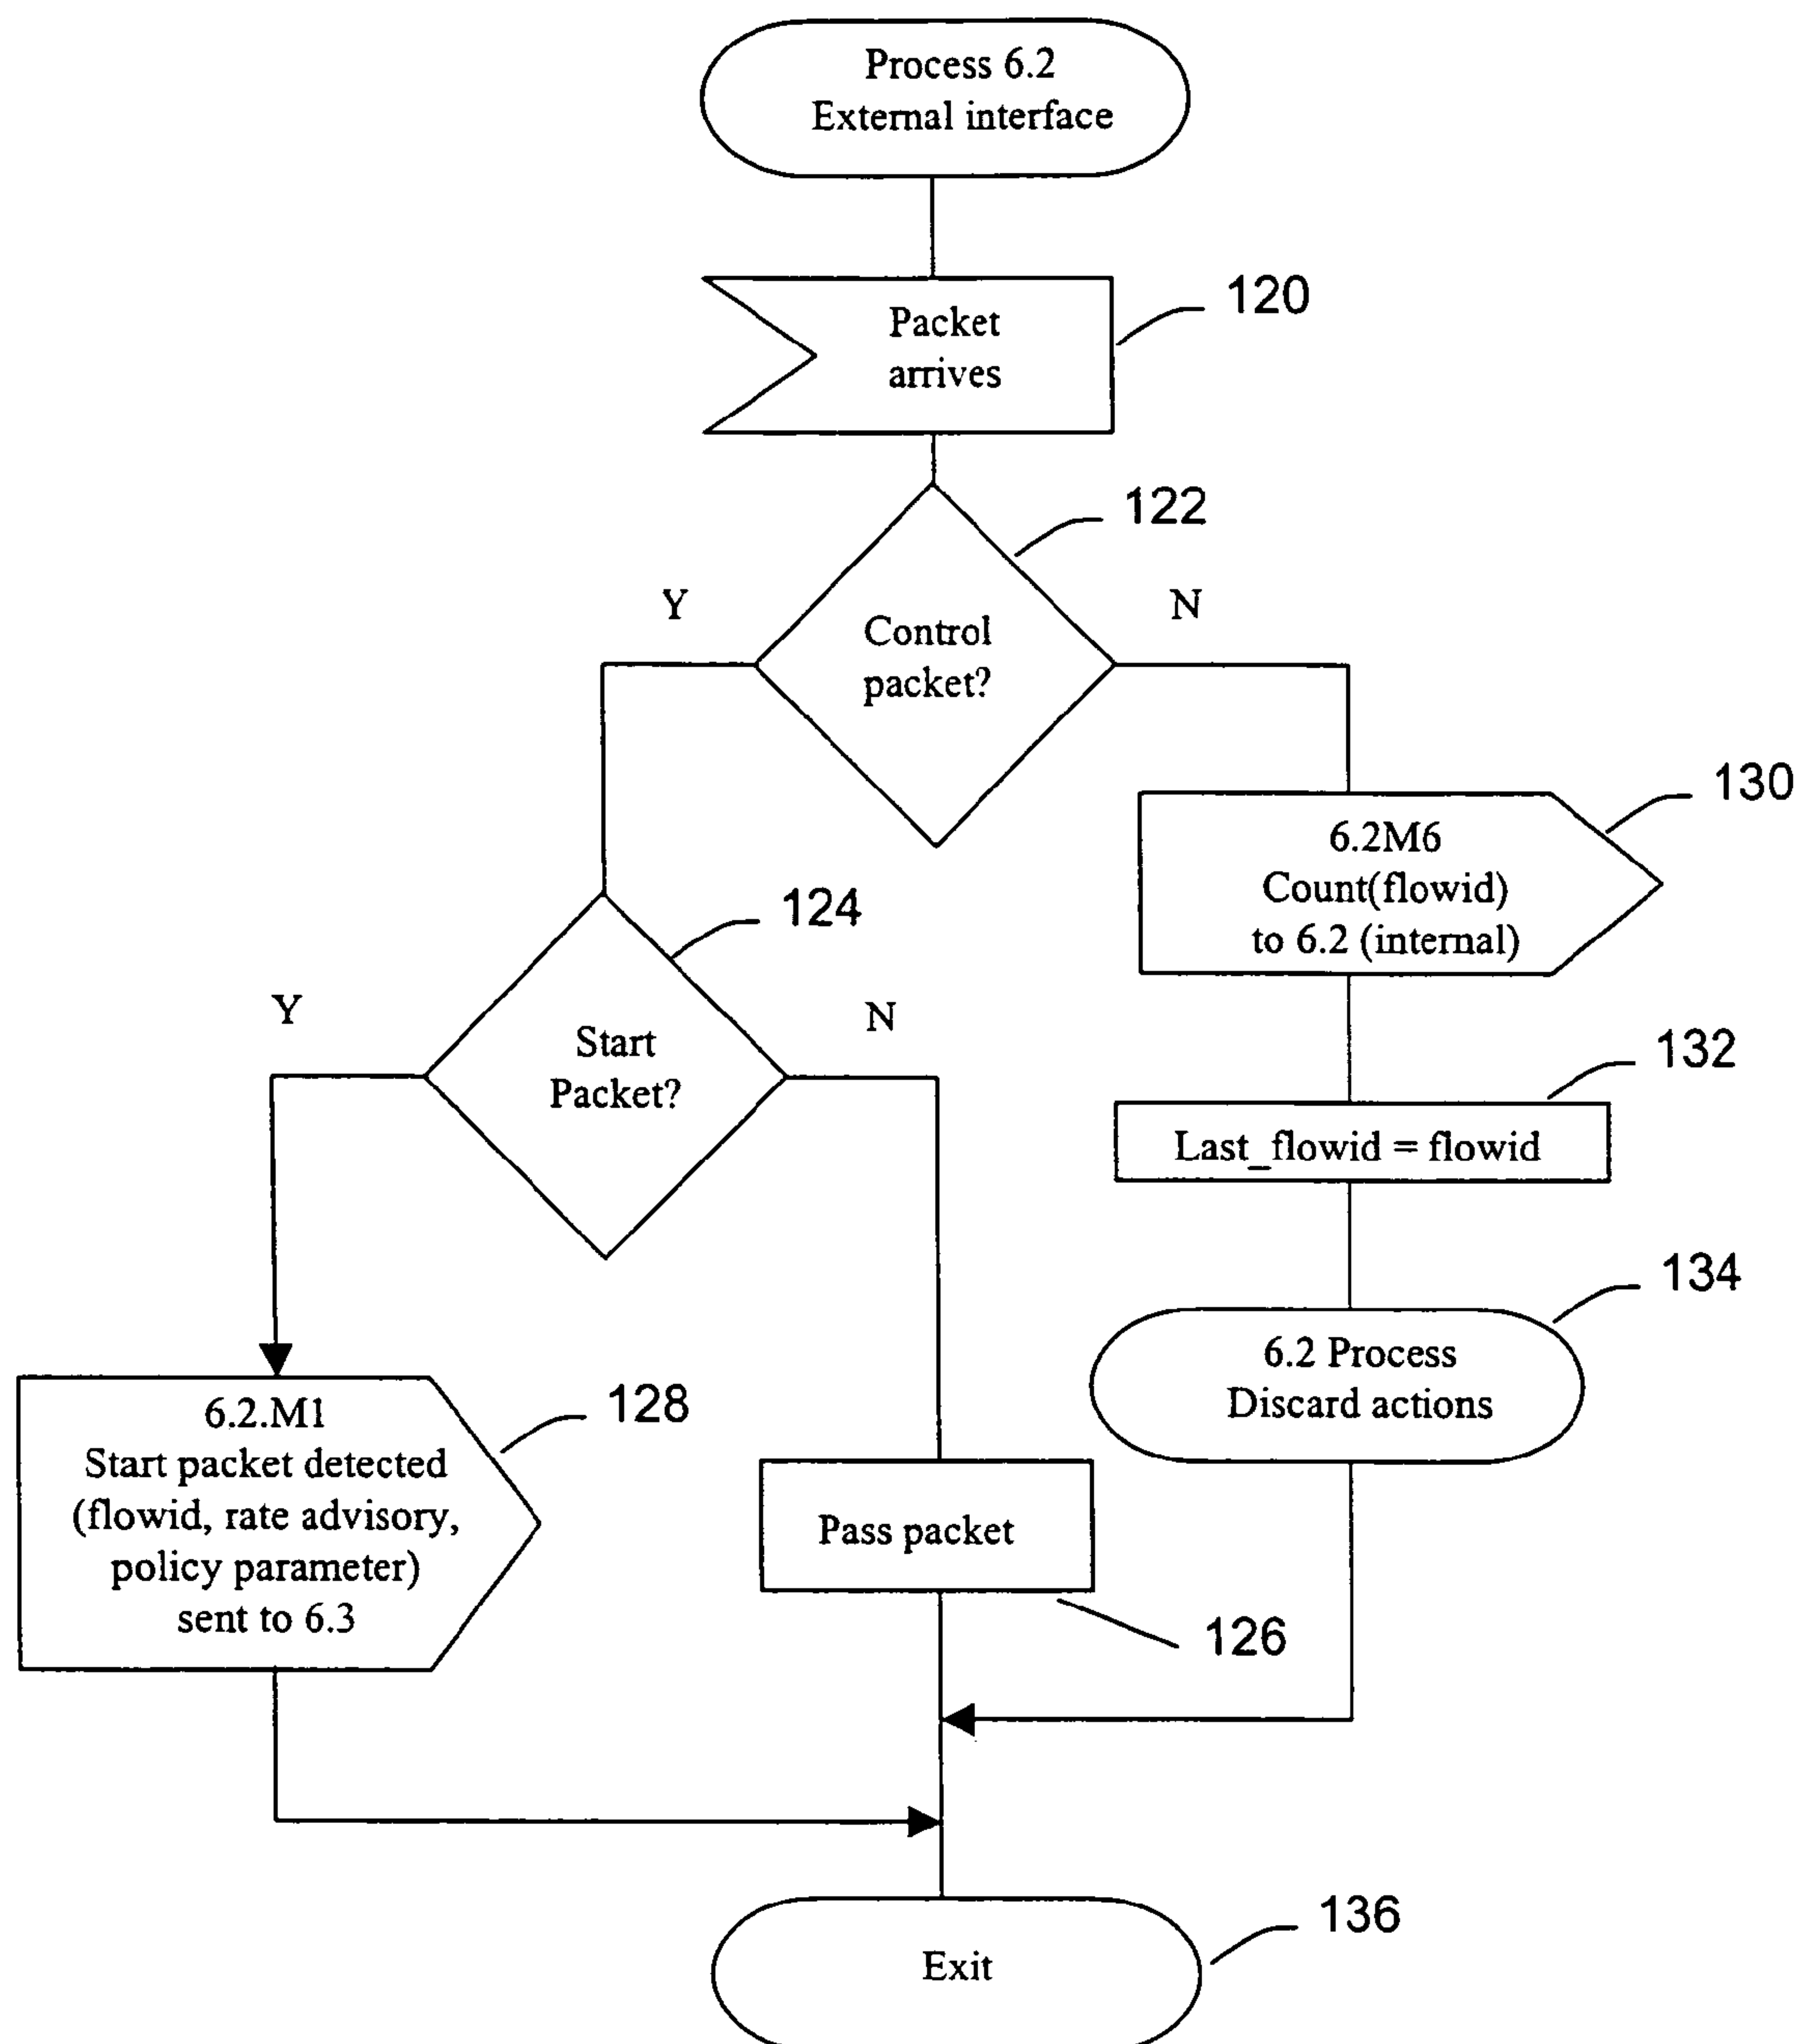 Process 6.2
External interface
120
Packet
arrives
122
Y
N
Control
packet?
130
6.2M6
Count(flowid)
to 6.2 (internal)
124
Y
N
Start
Packet?
132
Last_flowid = flowid
134
6.2 Process
Discard actions
128
6.2.M1
Start packet detected
(flowid, rate advisory,
policy parameter)
sent to 6.3
Pass packet
126
136
Exit